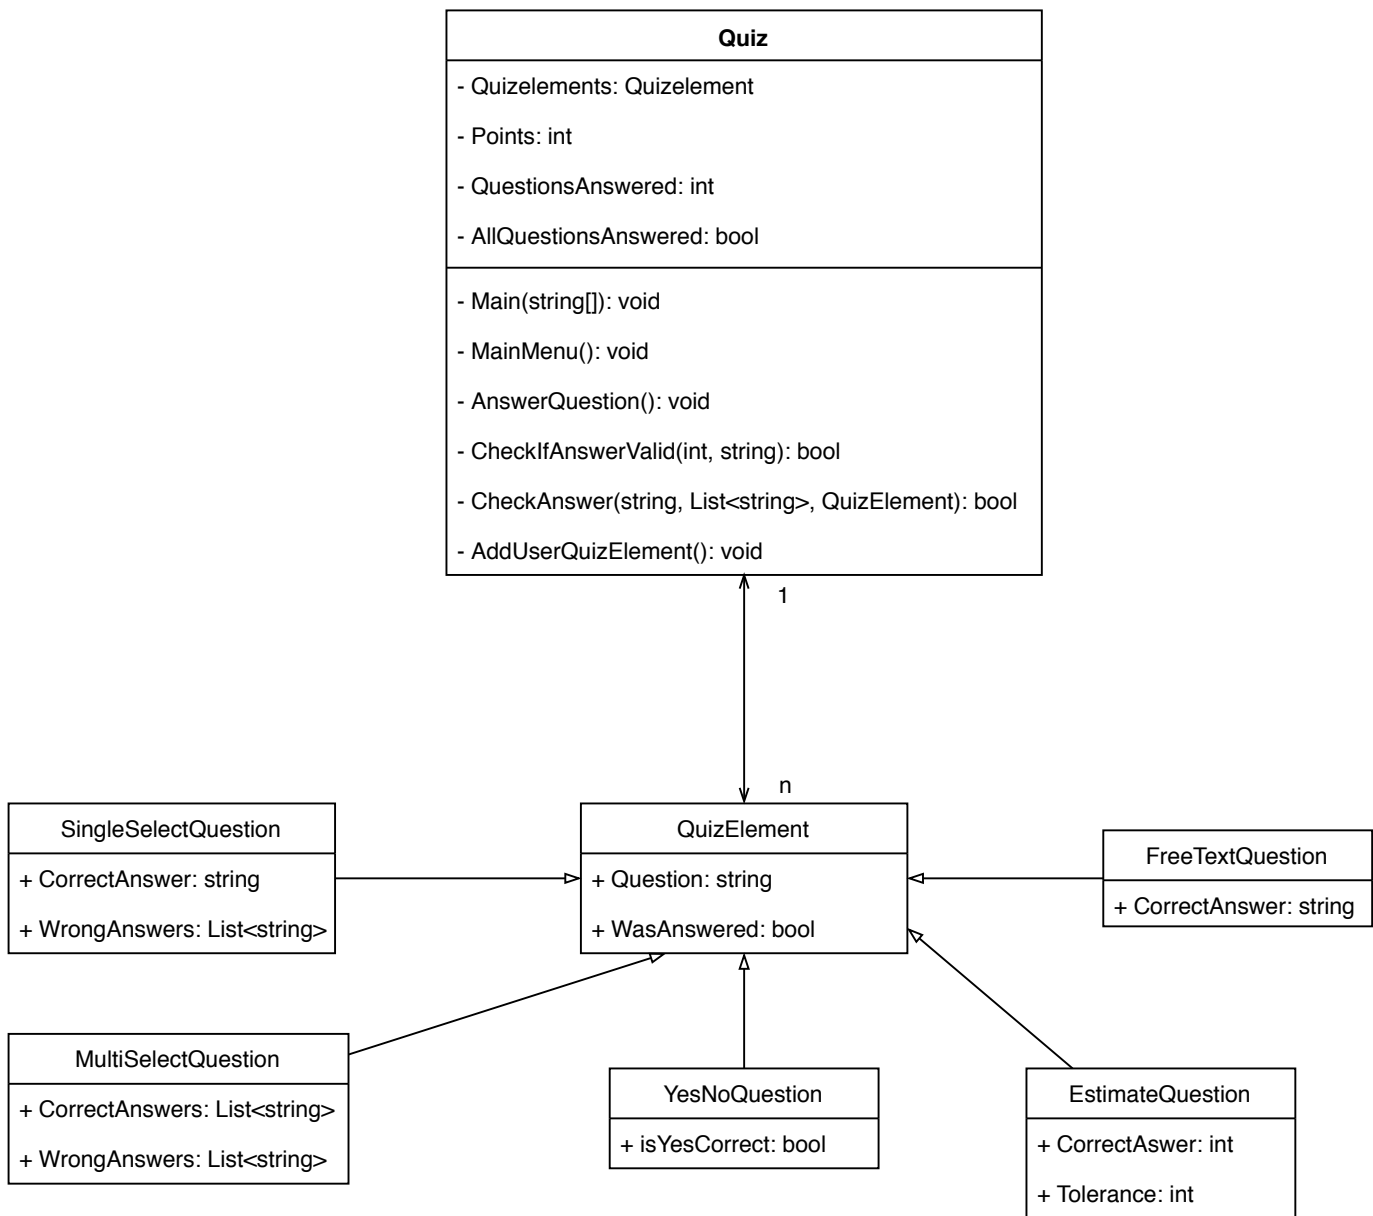 Quiz
- Quizelements: Quizelement
- Points: int
- QuestionsAnswered: int
- AllQuestionsAnswered: bool
- Main(string[]): void
- MainMenu(): void
- AnswerQuestion(): void
- CheckIfAnswerValid(int, string): bool
- CheckAnswer(string, List<string>, QuizElement): bool
- AddUserQuizElement(): void
1
n
SingleSelectQuestion
+ CorrectAnswer: string
+ WrongAnswers: List<string>
QuizElement
+ Question: string
+ WasAnswered: bool
FreeTextQuestion
+ CorrectAnswer: string
MultiSelectQuestion
+ CorrectAnswers: List<string>
+ WrongAnswers: List<string>
YesNoQuestion
+ isYesCorrect: bool
EstimateQuestion
+ CorrectAswer: int
+ Tolerance: int